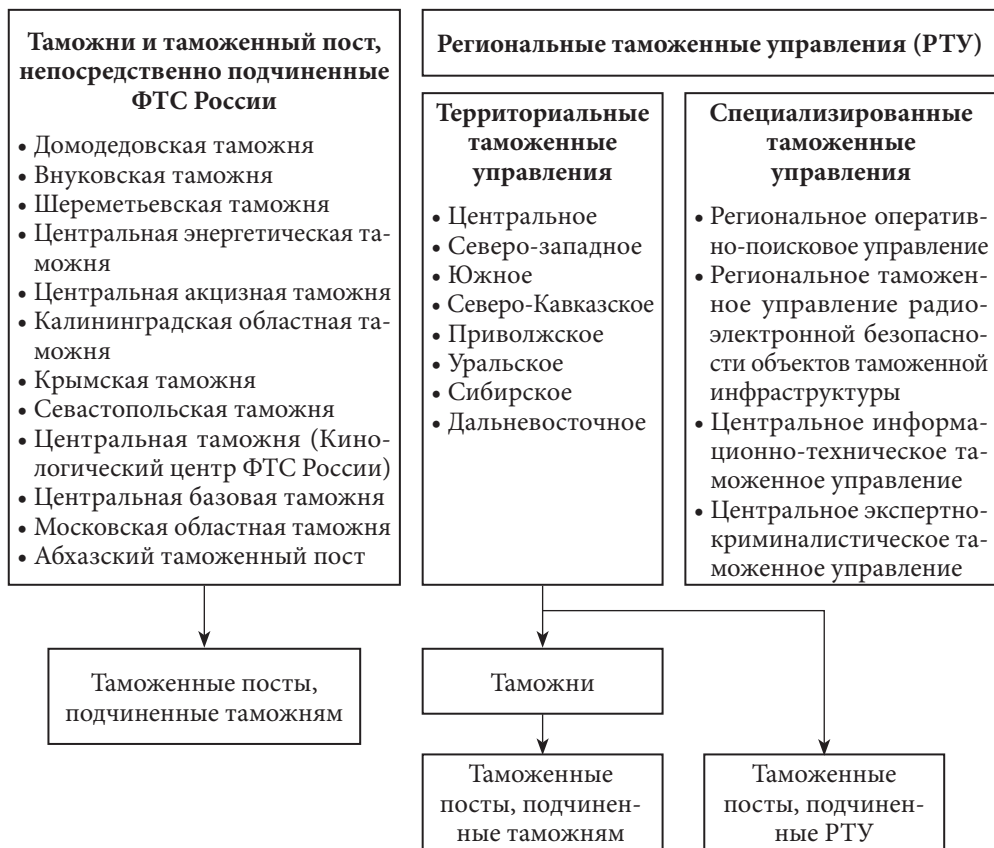 Таможни и таможенный пост,
непосредственно подчиненные
ФТС России
• Домодедовская таможня
• Внуковская таможня
• Шереметьевская таможня
• Центральная энергетическая та-
можня
• Центральная акцизная таможня
• Калининградская областная та-
можня
• Крымская таможня
• Севастопольская таможня
• Центральная таможня (Кино-
логический центр ФТС России)
• Центральная базовая таможня
• Московская областная таможня
• Абхазский таможенный пост
Таможенные посты,
подчиненные таможням
Региональные таможенные управления (РТУ)
Территориальные
таможенные
управления
• Центральное
• Северо-западное
• Южное
• Северо-Кавказское
• Приволжское
• Уральское
• Сибирское
• Дальневосточное
Специализированные
таможенные
управления
• Региональное оператив-
но-поисковое управление
• Региональное таможен-
ное управление радио-
электронной безопасно-
сти объектов таможенной
инфраструктуры
• Центральное информа-
ционно-техническое та-
моженное управление
• Центральное экспертно-
криминалистическое та-
моженное управление
Таможни
Таможенные
посты, подчинен-
ные таможням
Таможенные
посты, подчинен-
ные РТУ